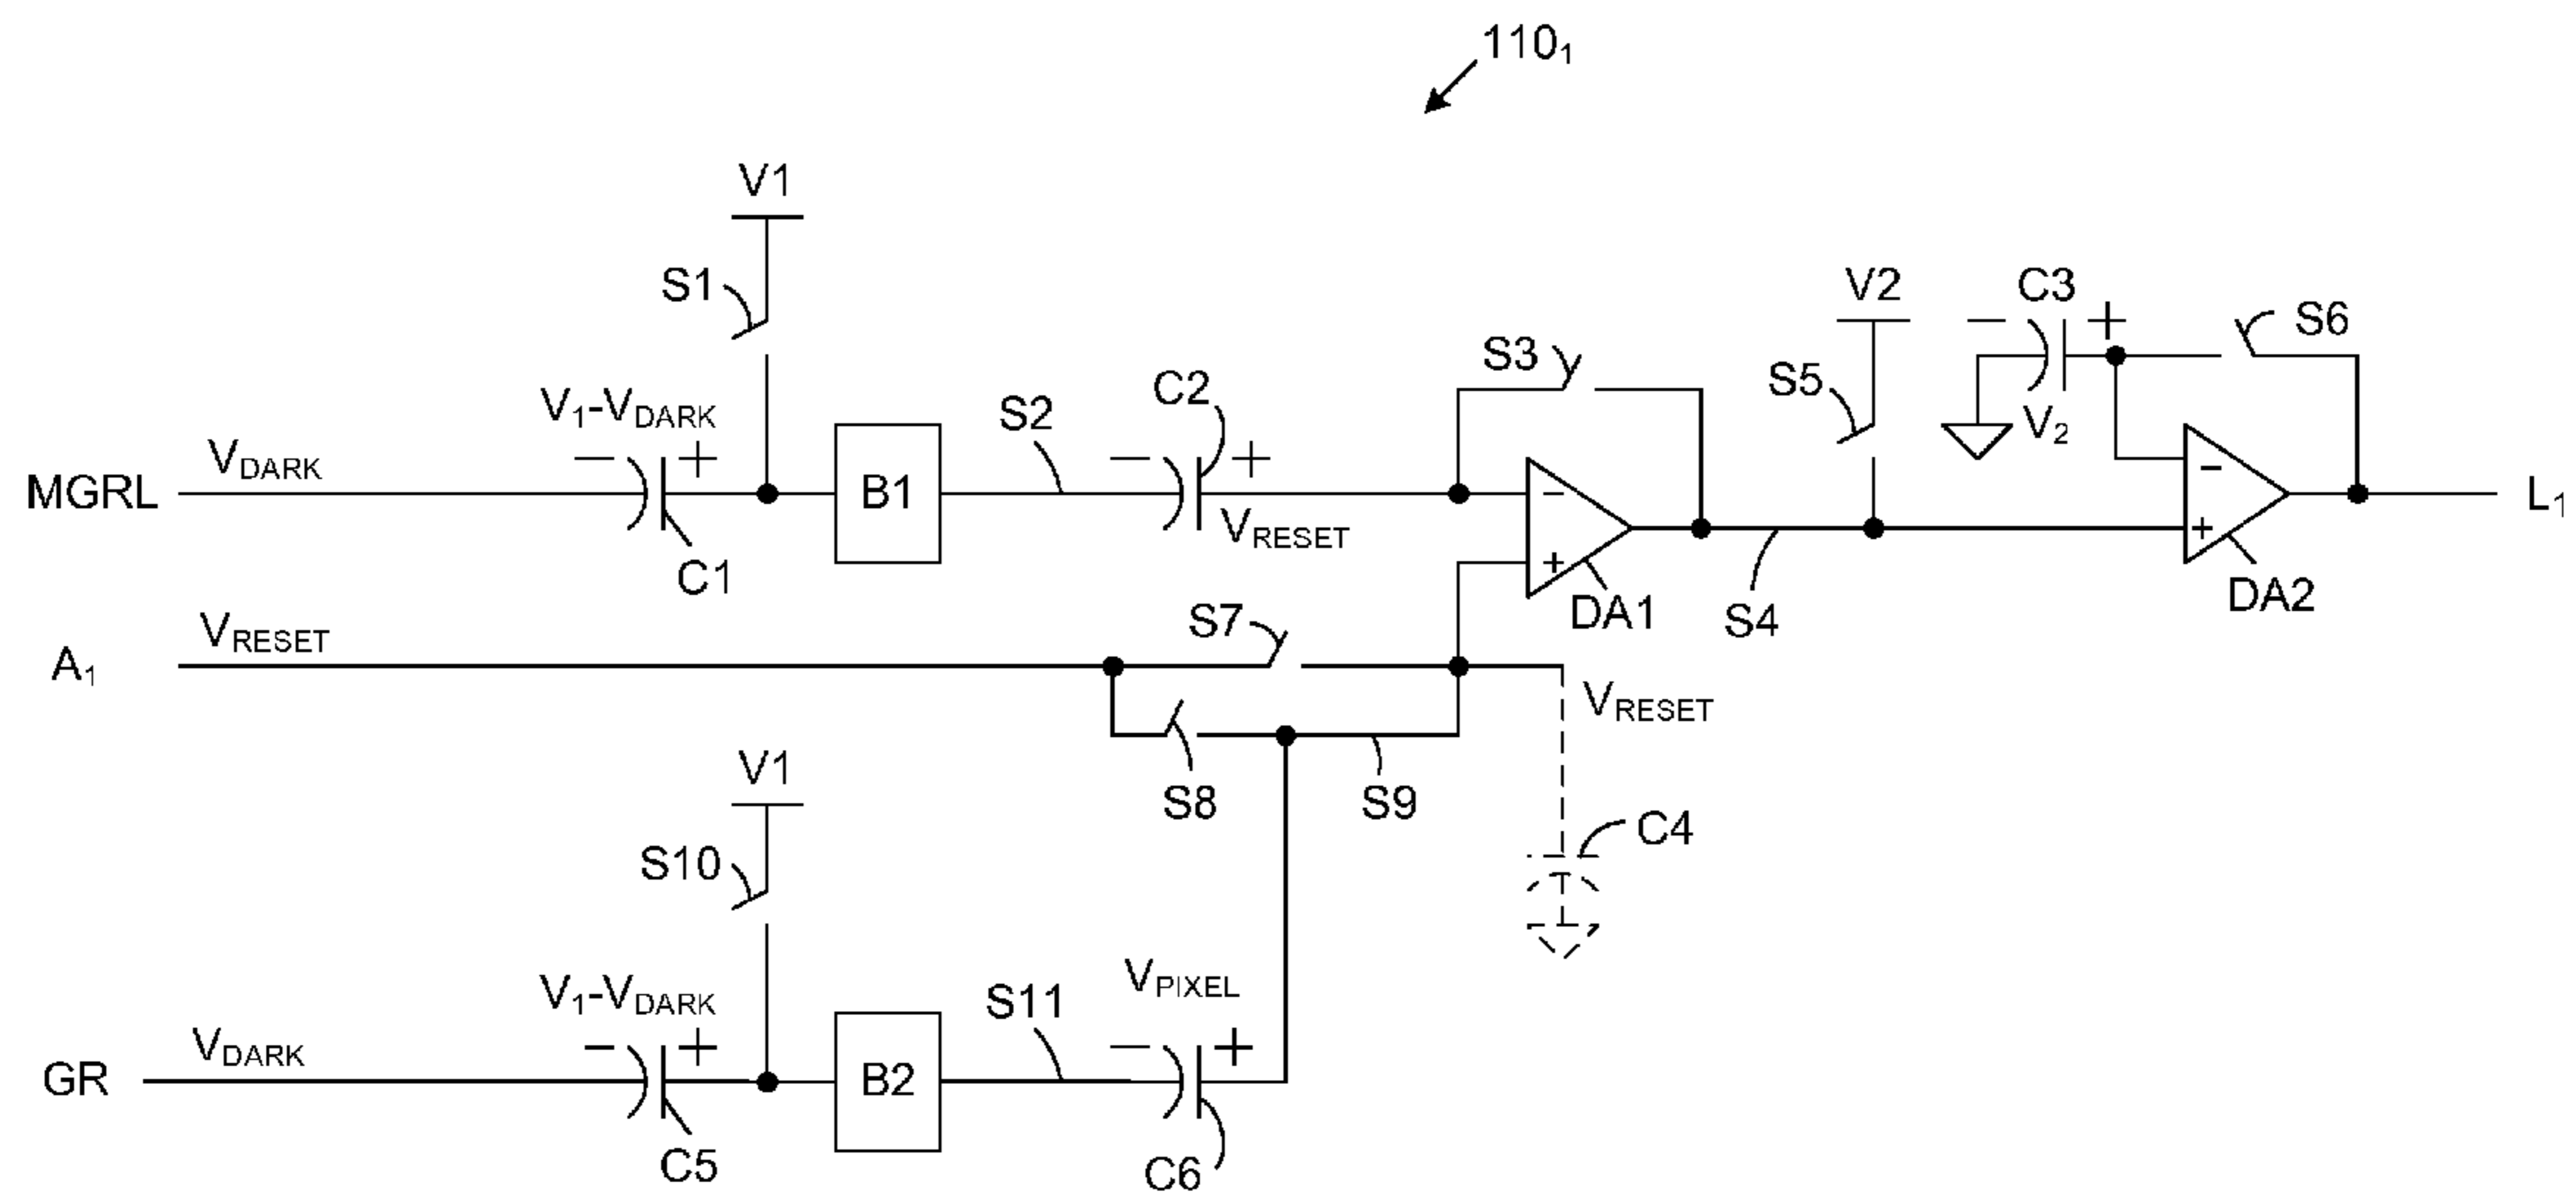 110₁
V1
S1
V₁-V_DARK
V_DARK
MGRL
C1
B1
S2
C2
V_RESET
S3
DA1
S4
V2
S5
C3
V₂
S6
DA2
L₁
A₁
V_RESET
S7
S8
S9
V_RESET
C4
V1
S10
V₁-V_DARK
V_DARK
GR
C5
B2
S11
V_PIXEL
C6